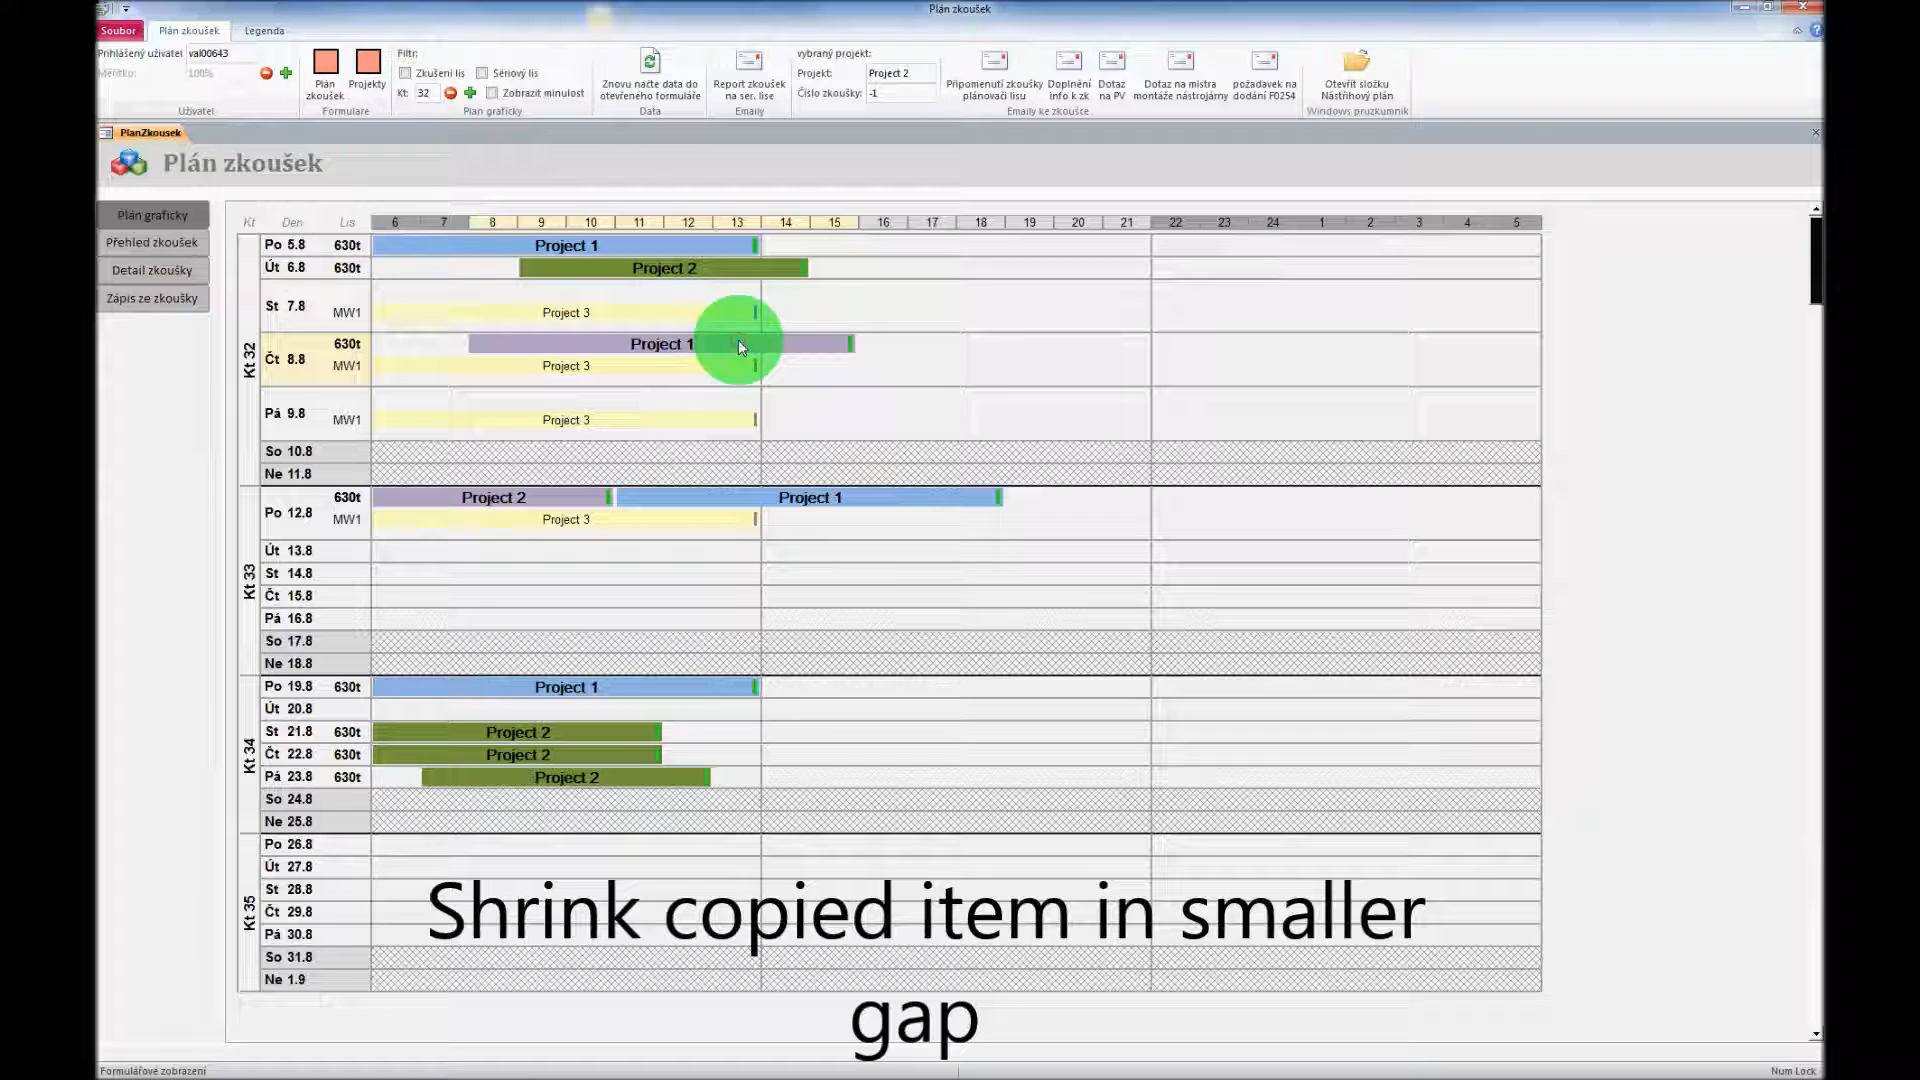 Plán zkoušek
Soubor
Plán zkoušek
Legenda
Prihlášený uživatel val00643
Měřítko: 100%
Uživatel
Plán zkoušek
Projekty
Formulare
Filtr:
Zkušení lis
Sériový lis
Kt: 32
Zobrazit minulost
Plan graficky
Znovu načte data do otevřeného formuláře
Data
Report zkoušek na ser. lise
Emaily
vybraný projekt:
Projekt: Project 2
Číslo zkoušky: -1
Připomenutí zkoušky plánovači lisu
Doplnění info k zk
Dotaz na PV
Dotaz na mistra montáže nástrojárny
požadavek na dodání F0254
Emaily ke zkoušce
Otevřít složku Nástřihový plán
Windows pruzkumnik
PlanZkousek
Plán zkoušek
Plán graficky
Přehled zkoušek
Detail zkoušky
Zápis ze zkoušky
Kt Den Lis 6 7 8 9 10 11 12 13 14 15 16 17 18 19 20 21 22 23 24 1 2 3 4 5
Kt 32
Po 5.8 630t Project 1
Út 6.8 630t Project 2
St 7.8 MW1 Project 3
Čt 8.8 630t Project 1
MW1 Project 3
Pá 9.8 MW1 Project 3
So 10.8
Ne 11.8
Kt 33
Po 12.8 630t Project 2 Project 1
MW1 Project 3
Út 13.8
St 14.8
Čt 15.8
Pá 16.8
So 17.8
Ne 18.8
Kt 34
Po 19.8 630t Project 1
Út 20.8
St 21.8 630t Project 2
Čt 22.8 630t Project 2
Pá 23.8 630t Project 2
So 24.8
Ne 25.8
Kt 35
Po 26.8
Út 27.8
St 28.8
Čt 29.8
Pá 30.8
So 31.8
Ne 1.9
Shrink copied item in smaller
gap
Formulářové zobrazení
Num Lock